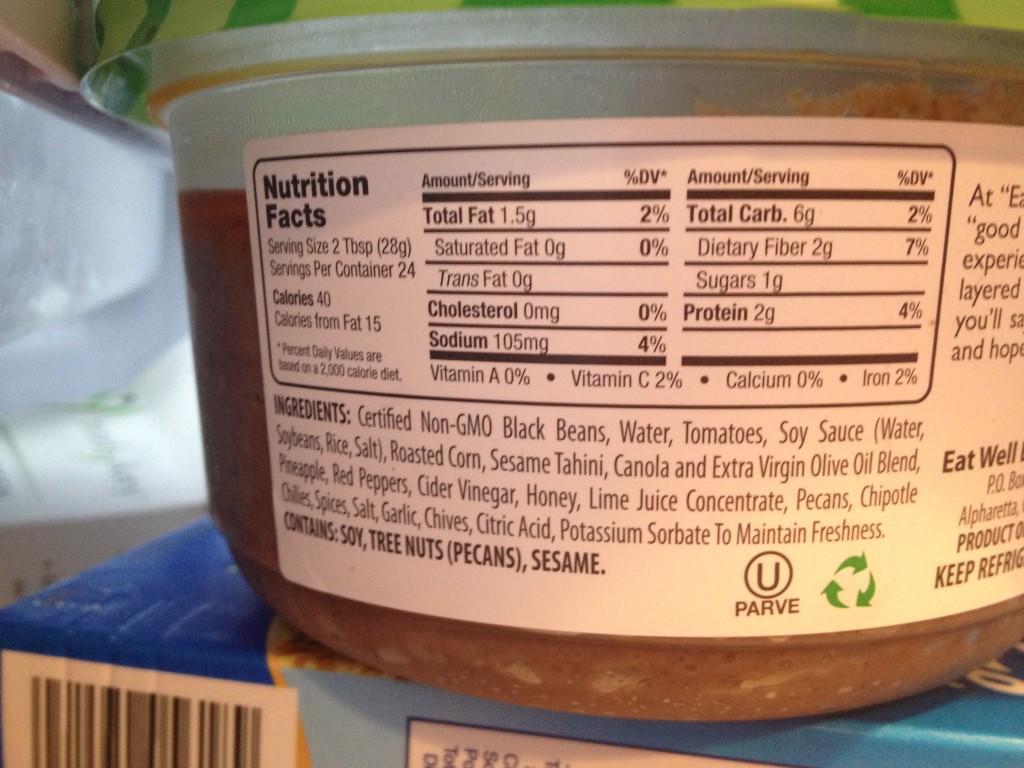 Nutrition
Facts
Serving Size 2 Tbsp (28g)
Servings Per Container 24
Calories 40
Calories from Fat 15
*Percent Daily Values are
based on a 2,000 calorie diet.
Amount/Serving %DV*
Total Fat 1.5g 2%
Saturated Fat 0g 0%
Trans Fat 0g
Cholesterol 0mg 0%
Sodium 105mg 4%
Amount/Serving %DV*
Total Carb. 6g 2%
Dietary Fiber 2g 7%
Sugars 1g
Protein 2g 4%
Vitamin A 0% • Vitamin C 2% • Calcium 0% • Iron 2%
INGREDIENTS: Certified Non-GMO Black Beans, Water, Tomatoes, Soy Sauce (Water,
Soybeans, Rice, Salt), Roasted Corn, Sesame Tahini, Canola and Extra Virgin Olive Oil Blend,
Pineapple, Red Peppers, Cider Vinegar, Honey, Lime Juice Concentrate, Pecans, Chipotle
Chilies, Spices, Salt, Garlic, Chives, Citric Acid, Potassium Sorbate To Maintain Freshness.
CONTAINS: SOY, TREE NUTS (PECANS), SESAME.
U
PARVE
At "Ea
"good
experie
layered
you'll sa
and hope
Eat Well
P.O. Box
Alpharetta,
PRODUCT O
KEEP REFRIG